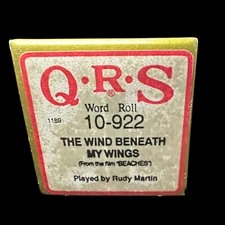 Q·R·S
®
Word Roll
1189
10-922
THE WIND BENEATH
MY WINGS
(From the film "BEACHES")
Played by Rudy Martin